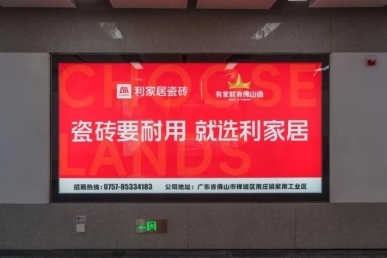 CHOOSE
利家居瓷砖 有家就有佛山造
瓷砖要耐用 就选利家居
LANDS
招商热线：0757-85334183 公司地址：广东省佛山市禅城区南庄镇紫南工业区